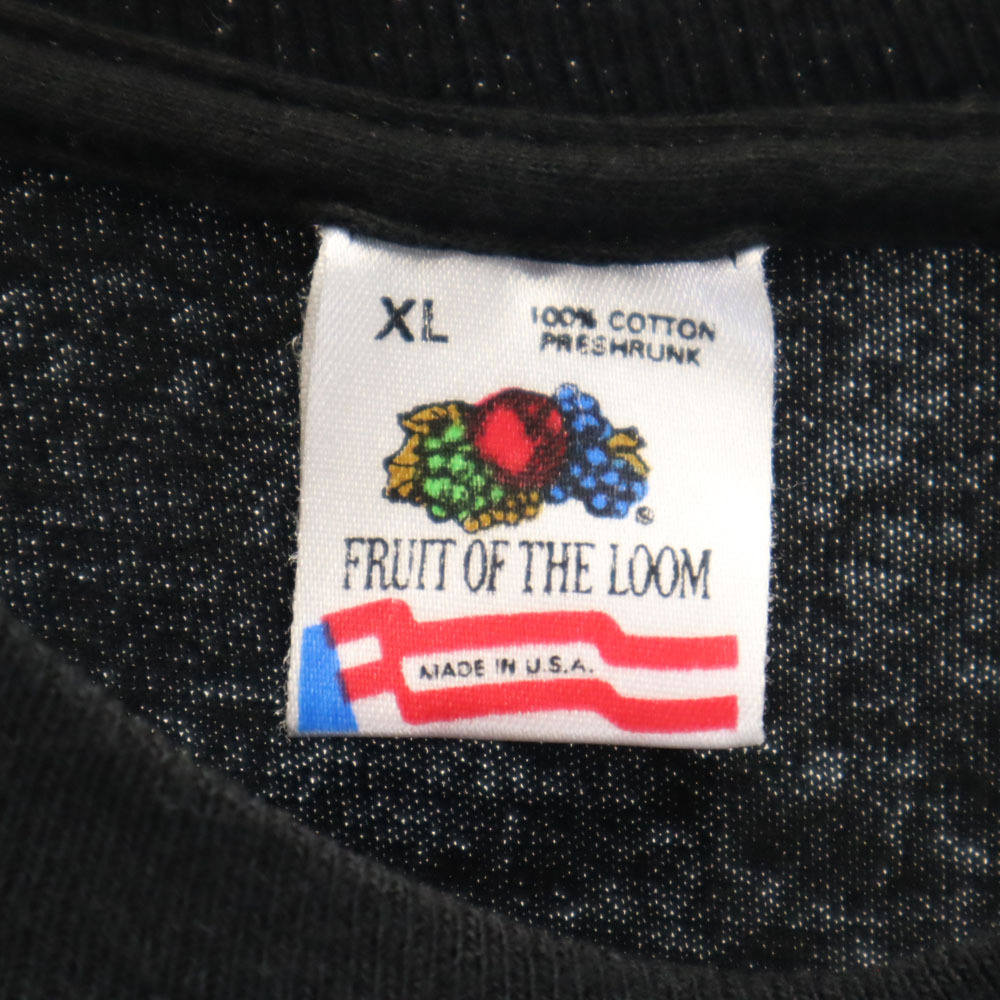 XL
100% COTTON
PRESHRUNK
®
FRUIT OF THE LOOM
MADE IN U.S.A.